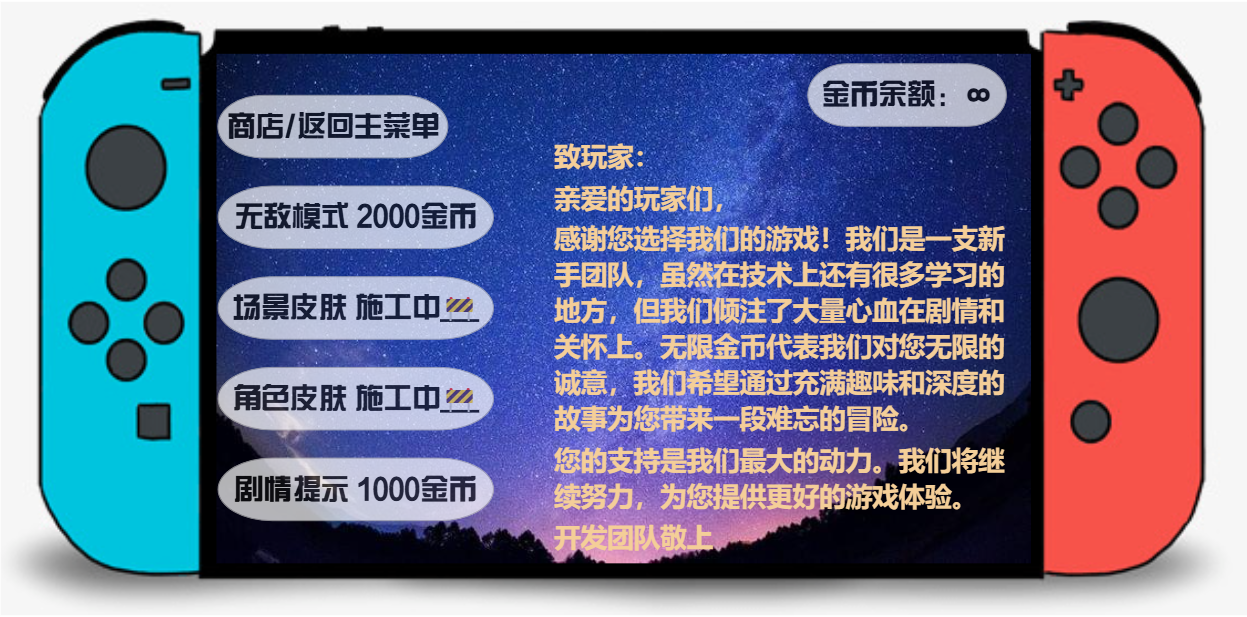 金币余额：∞
商店/返回主菜单
无敌模式 2000金币
场景皮肤 施工中🚧
角色皮肤 施工中🚧
剧情提示 1000金币
致玩家：
亲爱的玩家们，
感谢您选择我们的游戏！我们是一支新
手团队，虽然在技术上还有很多学习的
地方，但我们倾注了大量心血在剧情和
关怀上。无限金币代表我们对您无限的
诚意，我们希望通过充满趣味和深度的
故事为您带来一段难忘的冒险。
您的支持是我们最大的动力。我们将继
续努力，为您提供更好的游戏体验。
开发团队敬上